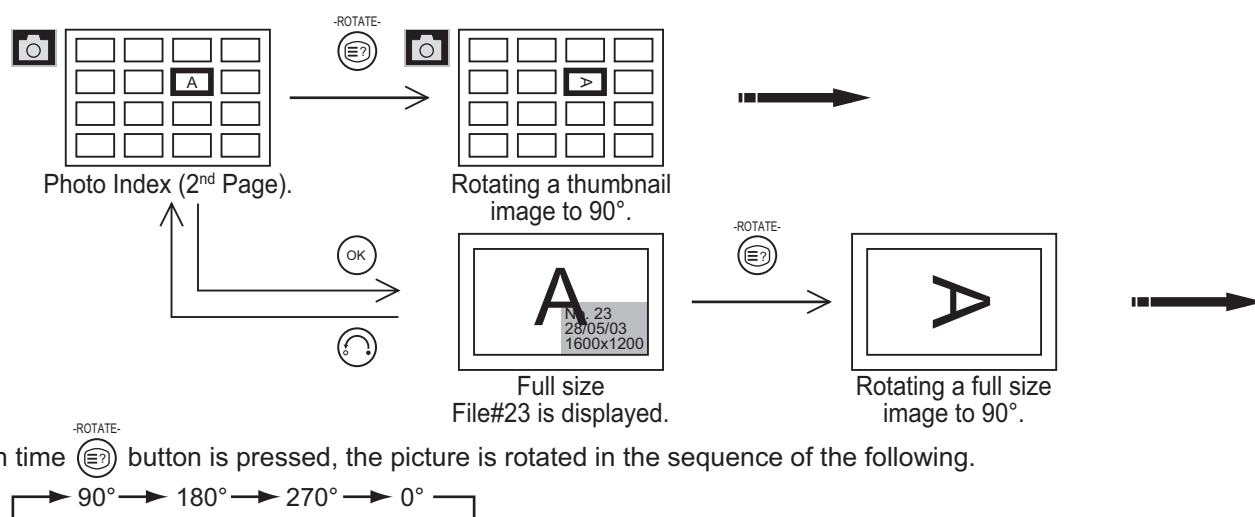 -ROTATE-
A
A
Photo Index (2nd Page).
Rotating a thumbnail
image to 90°.
OK
-ROTATE-
A
No. 23
28/05/03
1600x1200
A
Full size
File#23 is displayed.
Rotating a full size
image to 90°.
-ROTATE-
time button is pressed, the picture is rotated in the sequence of the following.
90° 180° 270° 0°